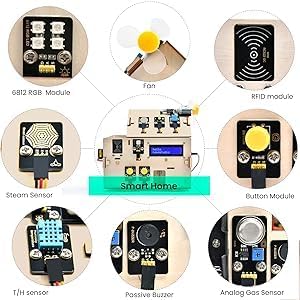 6812 RGB Module
Fan
RFID module
Steam Sensor
Smart Home
Button Module
T/H sensor
Passive Buzzer
Analog Gas Sensor